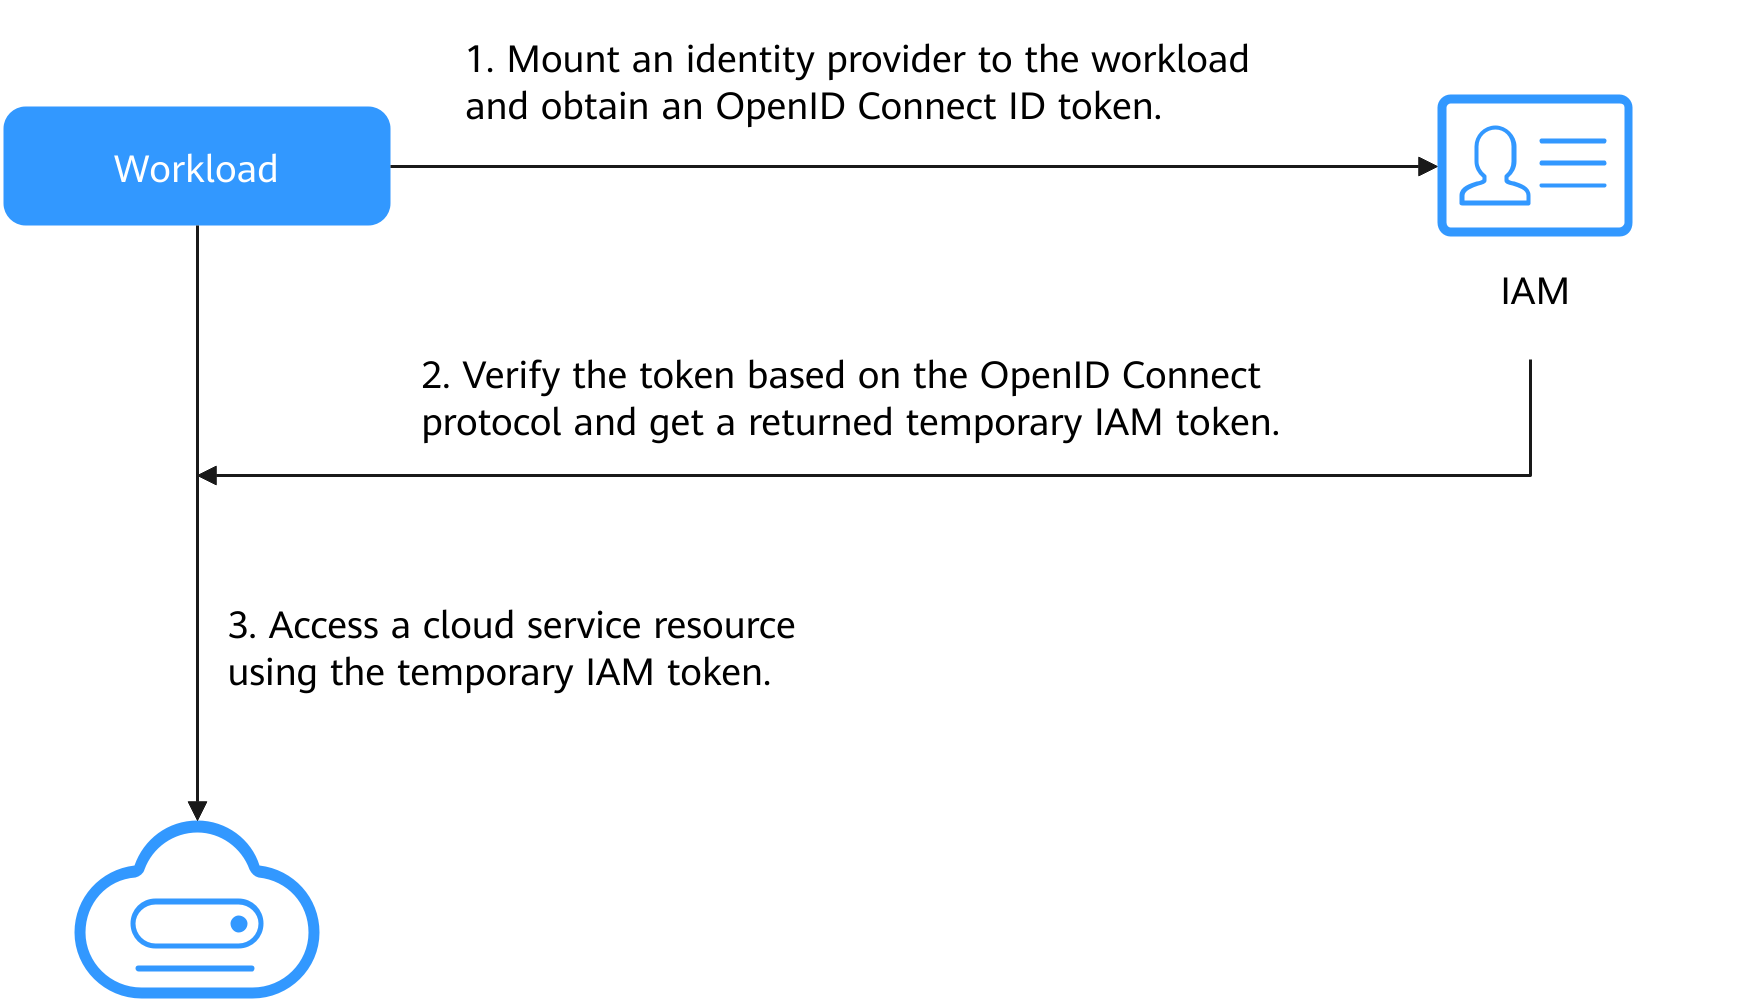 1. Mount an identity provider to the workload
and obtain an OpenID Connect ID token.
Workload
IAM
2. Verify the token based on the OpenID Connect
protocol and get a returned temporary IAM token.
3. Access a cloud service resource
using the temporary IAM token.